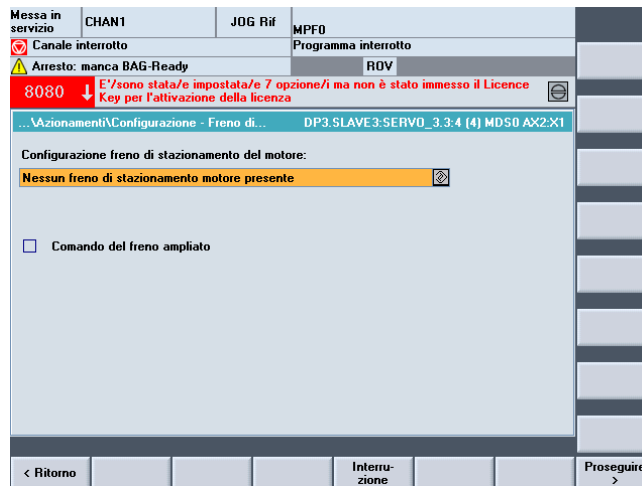 Messa in servizio
CHAN1
JOG Rif
MPF0
Canale interrotto
Programma interrotto
Arresto: manca BAG-Ready
ROV
8080
E'/sono stata/e impostata/e 7 opzione/i ma non è stato immesso il Licence
Key per l'attivazione della licenza
...\Azionamenti\Configurazione - Freno di...
DP3.SLAVE3:SERVO_3.3:4 (4) MDS0 AX2:X1
Configurazione freno di stazionamento del motore:
Nessun freno di stazionamento motore presente
Comando del freno ampliato
< Ritorno
Interru-
zione
Proseguire
>